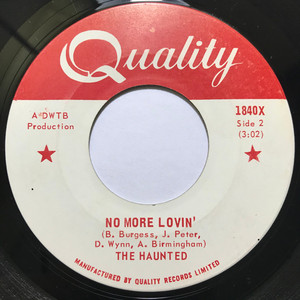 Quality
A DWTB
Production
1840X
Side 2
(3:02)
NO MORE LOVIN'
(B. Burgess, J. Peter,
D. Wynn, A. Birmingham)
THE HAUNTED
MANUFACTURED BY QUALITY RECORDS LIMITED